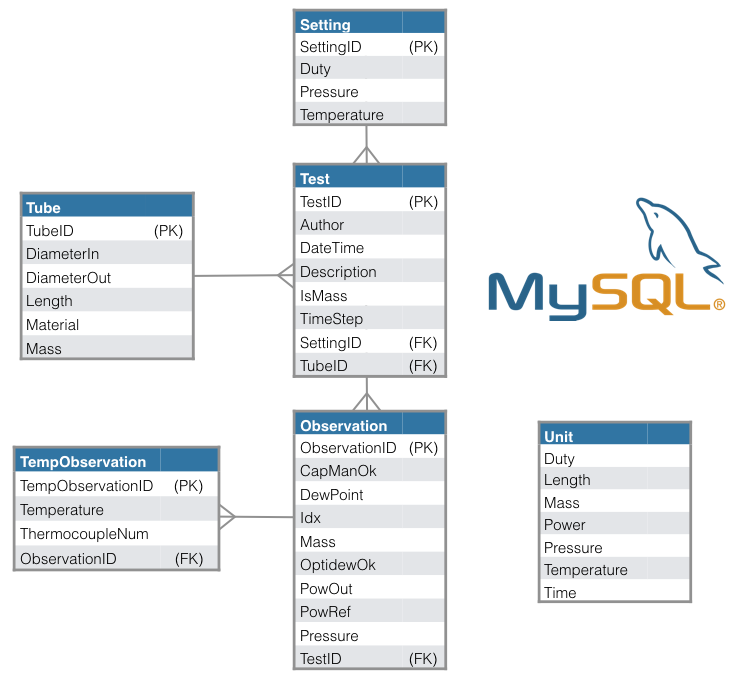 Setting
SettingID (PK)
Duty
Pressure
Temperature
Test
TestID (PK)
Author
DateTime
Description
IsMass
TimeStep
SettingID (FK)
TubeID (FK)
Tube
TubeID (PK)
DiameterIn
DiameterOut
Length
Material
Mass
MySQL®
Observation
ObservationID (PK)
CapManOk
DewPoint
Idx
Mass
OptidewOk
PowOut
PowRef
Pressure
TestID (FK)
TempObservation
TempObservationID (PK)
Temperature
ThermocoupleNum
ObservationID (FK)
Unit
Duty
Length
Mass
Power
Pressure
Temperature
Time